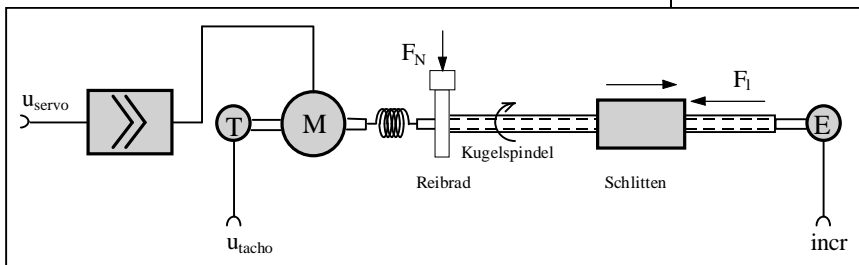 F_N
u_servo
F_l
T
M
E
Kugelspindel
Reibrad
Schlitten
u_tacho
incr